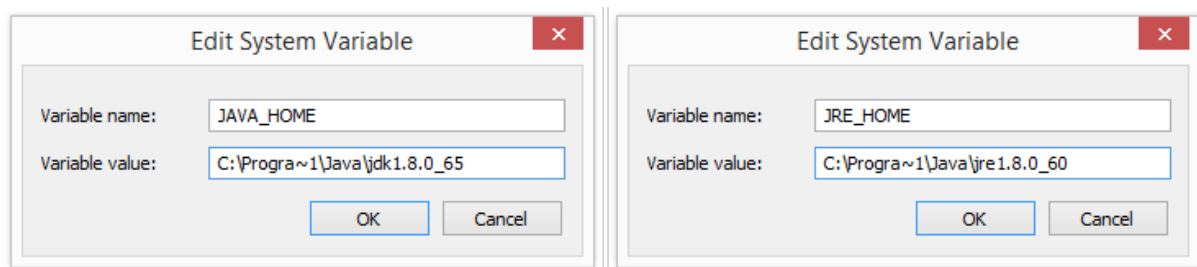 Edit System Variable
×
Variable name:
JAVA_HOME
Variable value:
C:\Progra~1\Java\jdk1.8.0_65
OK
Cancel
Edit System Variable
×
Variable name:
JRE_HOME
Variable value:
C:\Progra~1\Java\jre1.8.0_60
OK
Cancel